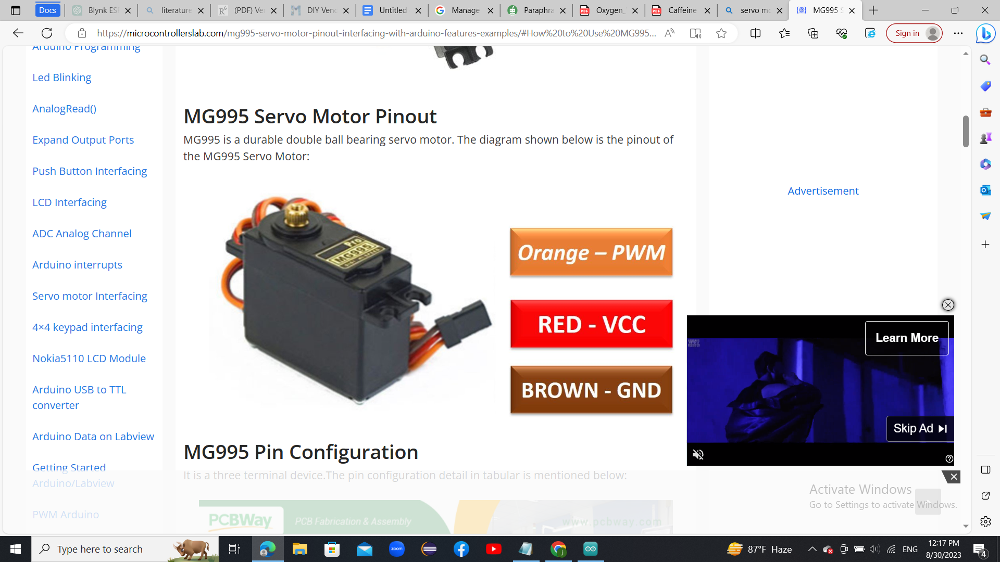 Docs
Blynk ESI
literature
(PDF) Ver
DIY Venc
Untitled
Manage
Paraphra
Oxygen_
Caffeine
servo mo
MG995 S
https://microcontrollerslab.com/mg995-servo-motor-pinout-interfacing-with-arduino-features-examples/#How%20to%20Use%20MG995...
Sign in
Arduino Programming
Led Blinking
AnalogRead()
Expand Output Ports
Push Button Interfacing
LCD Interfacing
ADC Analog Channel
Arduino interrupts
Servo motor Interfacing
4×4 keypad interfacing
Nokia5110 LCD Module
Arduino USB to TTL
converter
Arduino Data on Labview
Getting Started
Arduino/Labview
PWM Arduino
MG995 Servo Motor Pinout
MG995 is a durable double ball bearing servo motor. The diagram shown below is the pinout of
the MG995 Servo Motor:
Pro
MG995
Orange – PWM
RED - VCC
BROWN - GND
MG995 Pin Configuration
It is a three terminal device.The pin configuration detail in tabular is mentioned below:
PCBWay
PCB Fabrication & Assembly
www.pcbway.com
Advertisement
Learn More
Skip Ad
Activate Windows
Go to Settings to activate Windows.
Type here to search
zoom
87°F Haze
ENG
12:17 PM
8/30/2023
4